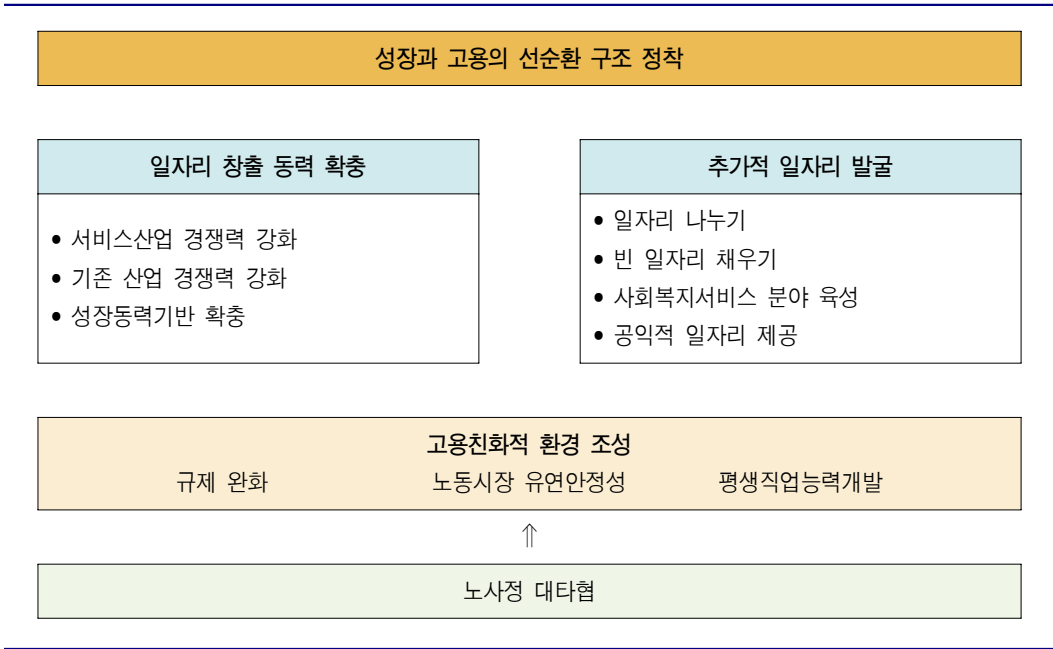 성장과 고용의 선순환 구조 정착
일자리 창출 동력 확충
• 서비스산업 경쟁력 강화
• 기존 산업 경쟁력 강화
• 성장동력기반 확충
추가적 일자리 발굴
• 일자리 나누기
• 빈 일자리 채우기
• 사회복지서비스 분야 육성
• 공익적 일자리 제공
고용친화적 환경 조성
규제 완화 노동시장 유연안정성 평생직업능력개발
⇑
노사정 대타협